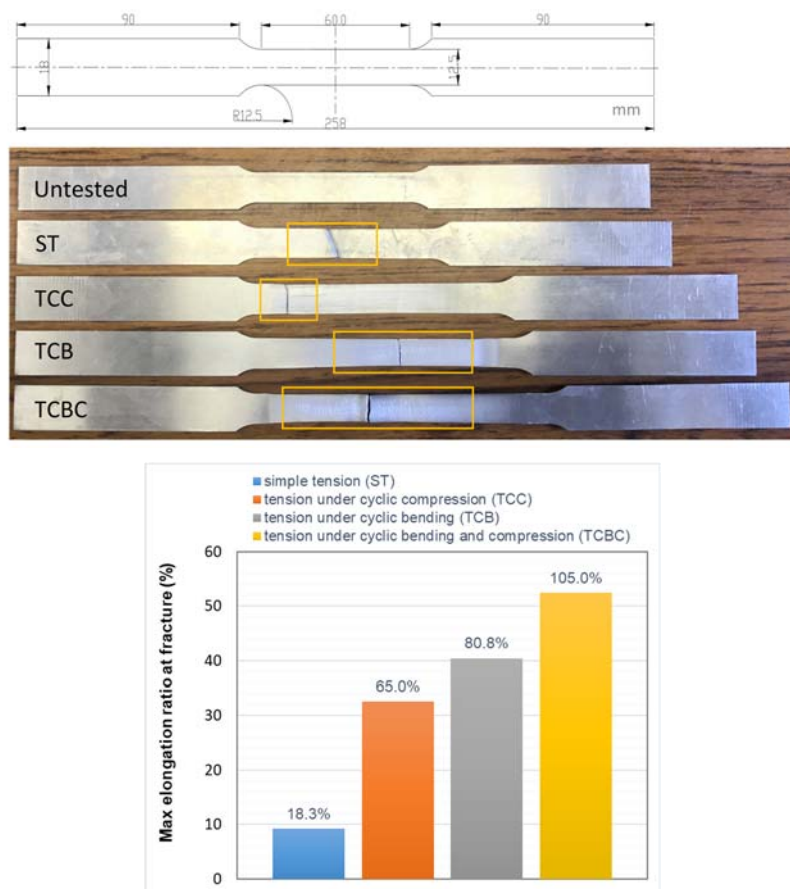 90
60.0
90
18
12.5
R12.5
mm
258
Untested
ST
TCC
TCB
TCBC
simple tension (ST)
tension under cyclic compression (TCC)
tension under cyclic bending (TCB)
tension under cyclic bending and compression (TCBC)
Max elongation ratio at fracture (%)
60
50
40
30
20
10
0
18.3%
65.0%
80.8%
105.0%